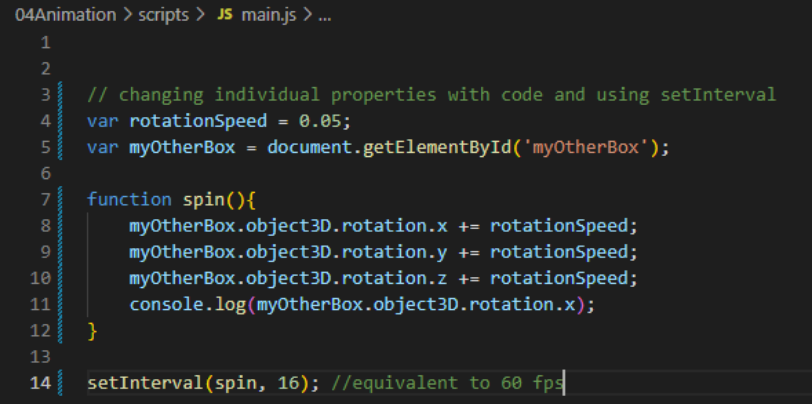 04Animation > scripts > JS main.js > ...
1
2
3 // changing individual properties with code and using setInterval
4 var rotationSpeed = 0.05;
5 var myOtherBox = document.getElementById('myOtherBox');
6
7 function spin(){
8     myOtherBox.object3D.rotation.x += rotationSpeed;
9     myOtherBox.object3D.rotation.y += rotationSpeed;
10     myOtherBox.object3D.rotation.z += rotationSpeed;
11     console.log(myOtherBox.object3D.rotation.x);
12 }
13
14 setInterval(spin, 16); //equivalent to 60 fps